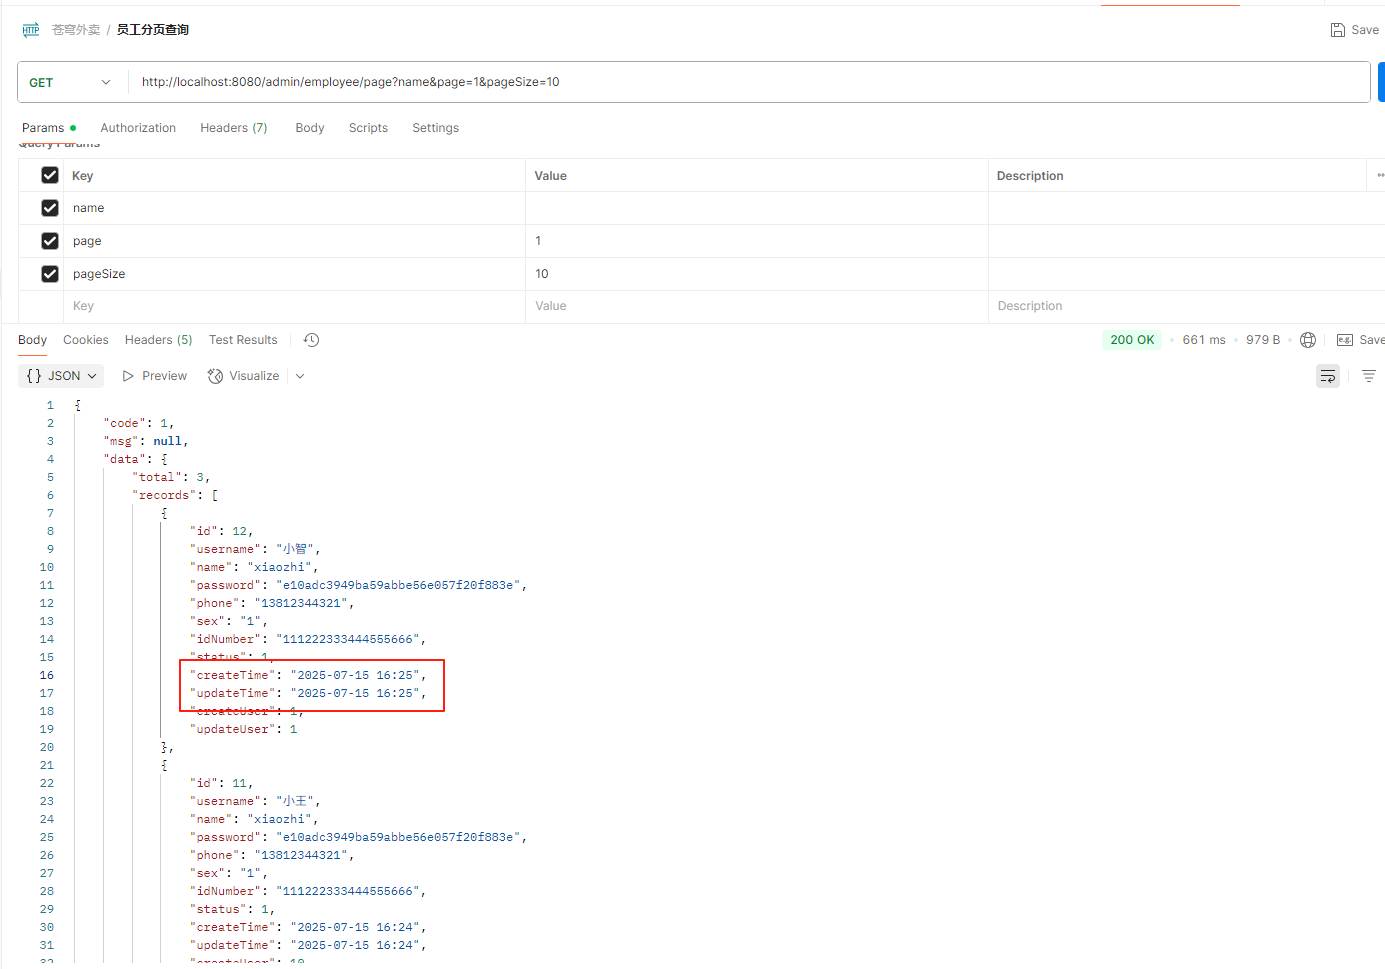 HTTP 苍穹外卖 / 员工分页查询 Save
GET http://localhost:8080/admin/employee/page?name&page=1&pageSize=10
Params Authorization Headers (7) Body Scripts Settings
Query Params
Key Value Description
name
page 1
pageSize 10
Key Value Description
Body Cookies Headers (5) Test Results 200 OK 661 ms 979 B e.g. Save
{} JSON Preview Visualize
1 {
2 "code": 1,
3 "msg": null,
4 "data": {
5 "total": 3,
6 "records": [
7 {
8 "id": 12,
9 "username": "小智",
10 "name": "xiaozhi",
11 "password": "e10adc3949ba59abbe56e057f20f883e",
12 "phone": "13812344321",
13 "sex": "1",
14 "idNumber": "111222333444555666",
15 "status": 1,
16 "createTime": "2025-07-15 16:25",
17 "updateTime": "2025-07-15 16:25",
18 "createUser": 1,
19 "updateUser": 1
20 },
21 {
22 "id": 11,
23 "username": "小王",
24 "name": "xiaozhi",
25 "password": "e10adc3949ba59abbe56e057f20f883e",
26 "phone": "13812344321",
27 "sex": "1",
28 "idNumber": "111222333444555666",
29 "status": 1,
30 "createTime": "2025-07-15 16:24",
31 "updateTime": "2025-07-15 16:24",
32 "createUser": 10